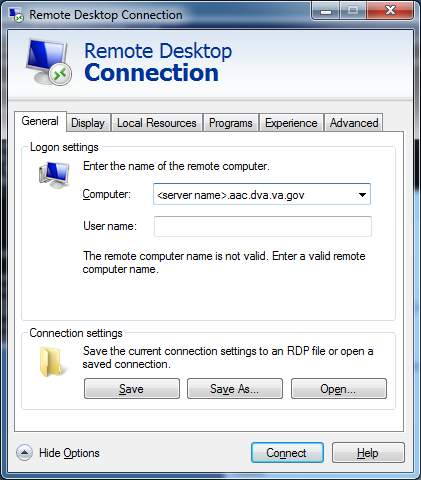 Remote Desktop Connection
Remote Desktop
Connection
General Display Local Resources Programs Experience Advanced
Logon settings
Enter the name of the remote computer.
Computer: <server name>.aac.dva.va.gov
User name:
The remote computer name is not valid. Enter a valid remote
computer name.
Connection settings
Save the current connection settings to an RDP file or open a
saved connection.
Save Save As... Open...
Hide Options Connect Help